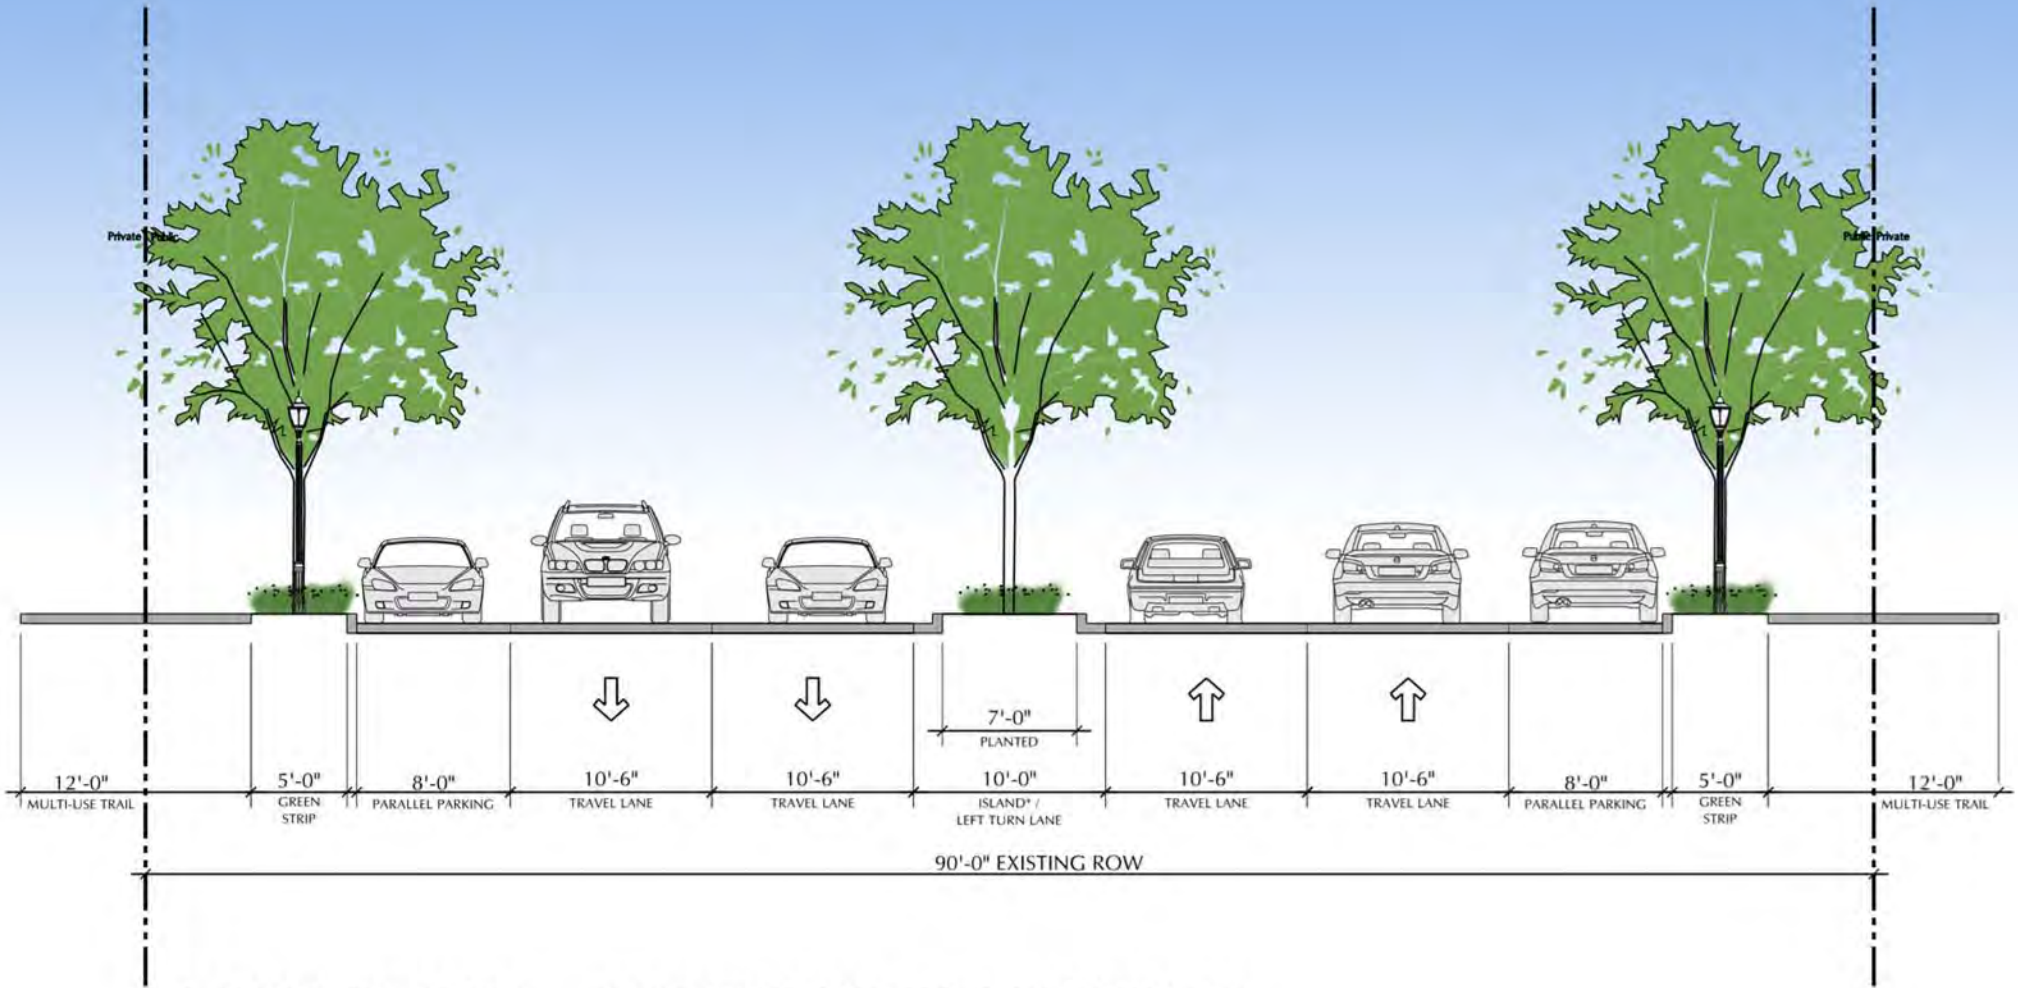 Private Public
Public Private
7'-0"
PLANTED
12'-0"
MULTI-USE TRAIL
5'-0"
GREEN
STRIP
8'-0"
PARALLEL PARKING
10'-6"
TRAVEL LANE
10'-6"
TRAVEL LANE
10'-0"
ISLAND* /
LEFT TURN LANE
10'-6"
TRAVEL LANE
10'-6"
TRAVEL LANE
8'-0"
PARALLEL PARKING
5'-0"
GREEN
STRIP
12'-0"
MULTI-USE TRAIL
90'-0" EXISTING ROW